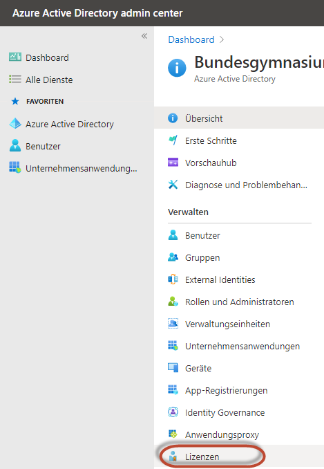 Azure Active Directory admin center
«
Dashboard
Alle Dienste
FAVORITEN
Azure Active Directory
Benutzer
Unternehmensanwendung...
Dashboard >
Bundesgymnasium
Azure Active Directory
Übersicht
Erste Schritte
Vorschauhub
Diagnose und Problembehan...
Verwalten
Benutzer
Gruppen
External Identities
Rollen und Administratoren
Verwaltungseinheiten
Unternehmensanwendungen
Geräte
App-Registrierungen
Identity Governance
Anwendungsproxy
Lizenzen